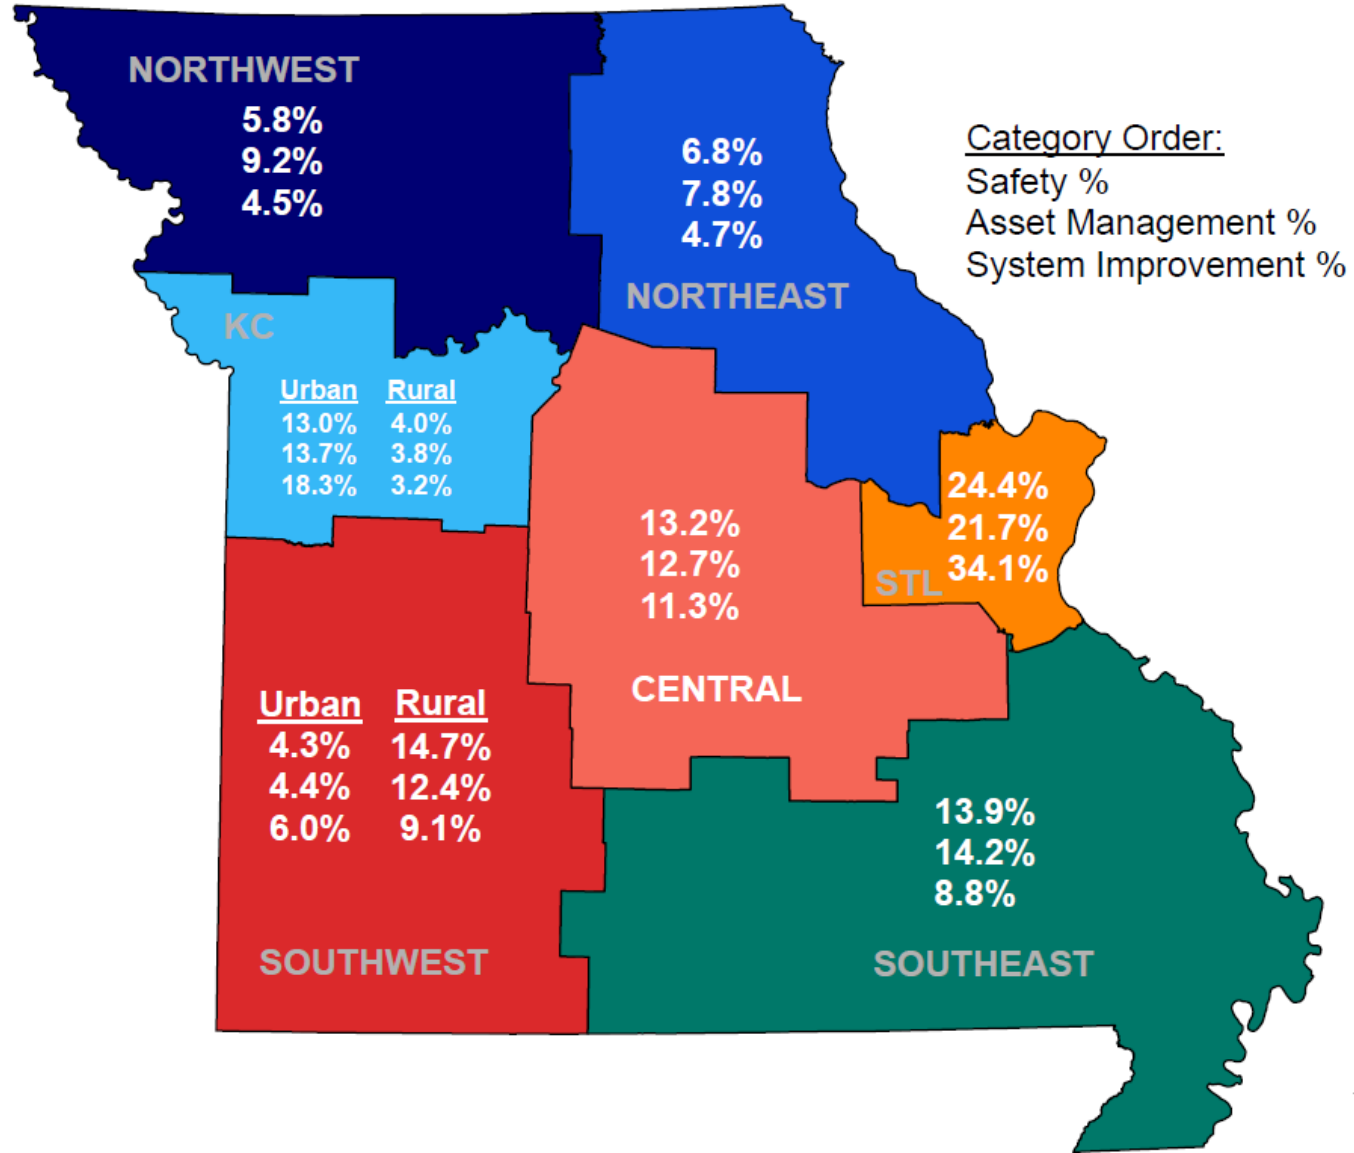 NORTHWEST
5.8%
9.2%
4.5%
6.8%
7.8%
4.7%
NORTHEAST
Category Order:
Safety %
Asset Management %
System Improvement %
KC
Urban Rural
13.0% 4.0%
13.7% 3.8%
18.3% 3.2%
24.4%
21.7%
34.1%
STL
13.2%
12.7%
11.3%
CENTRAL
Urban Rural
4.3% 14.7%
4.4% 12.4%
6.0% 9.1%
SOUTHWEST
13.9%
14.2%
8.8%
SOUTHEAST